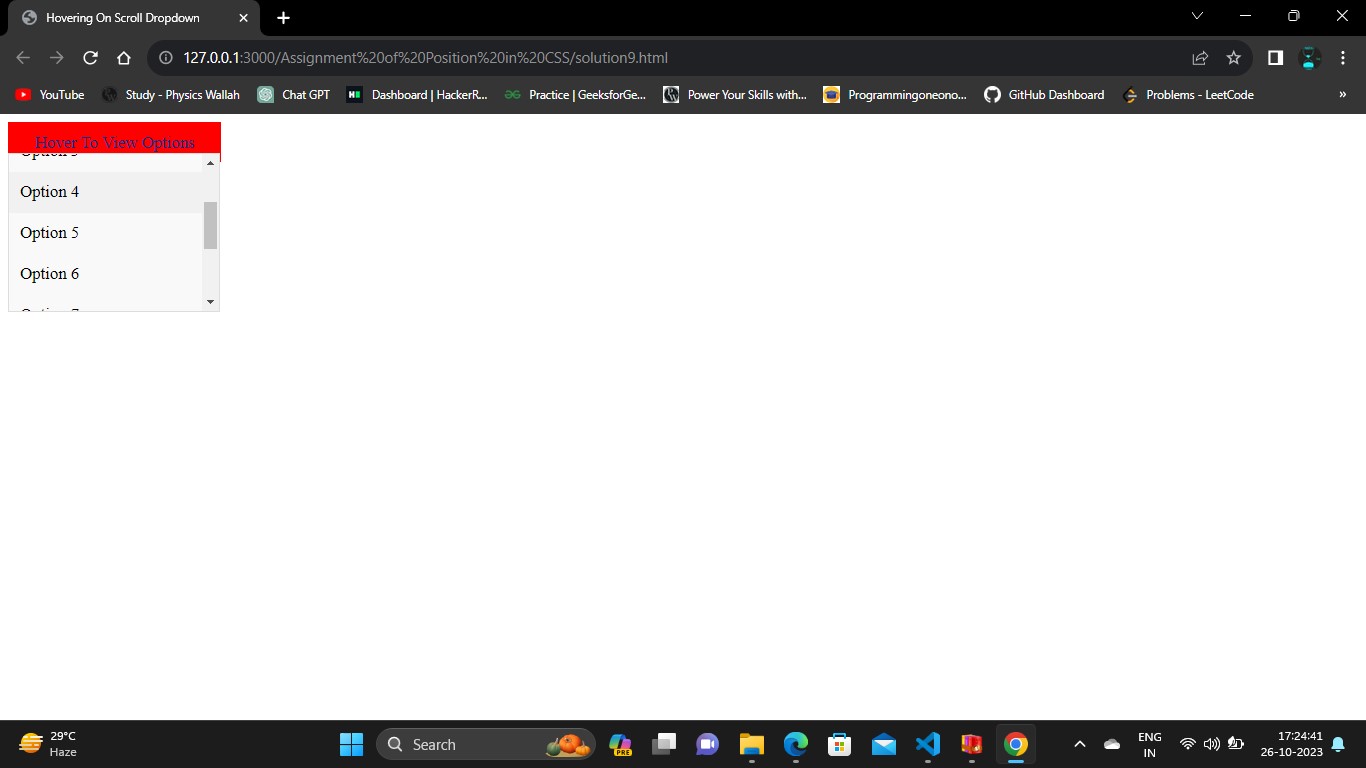 Hovering On Scroll Dropdown
127.0.0.1:3000/Assignment%20of%20Position%20in%20CSS/solution9.html
YouTube
Study - Physics Wallah
Chat GPT
Dashboard | HackerR...
Practice | GeeksforGe...
Power Your Skills with...
Programmingoneono...
GitHub Dashboard
Problems - LeetCode
»
Hover To View Options
Option 4
Option 5
Option 6
29°C
Haze
Search
PRE
ENG
IN
17:24:41
26-10-2023